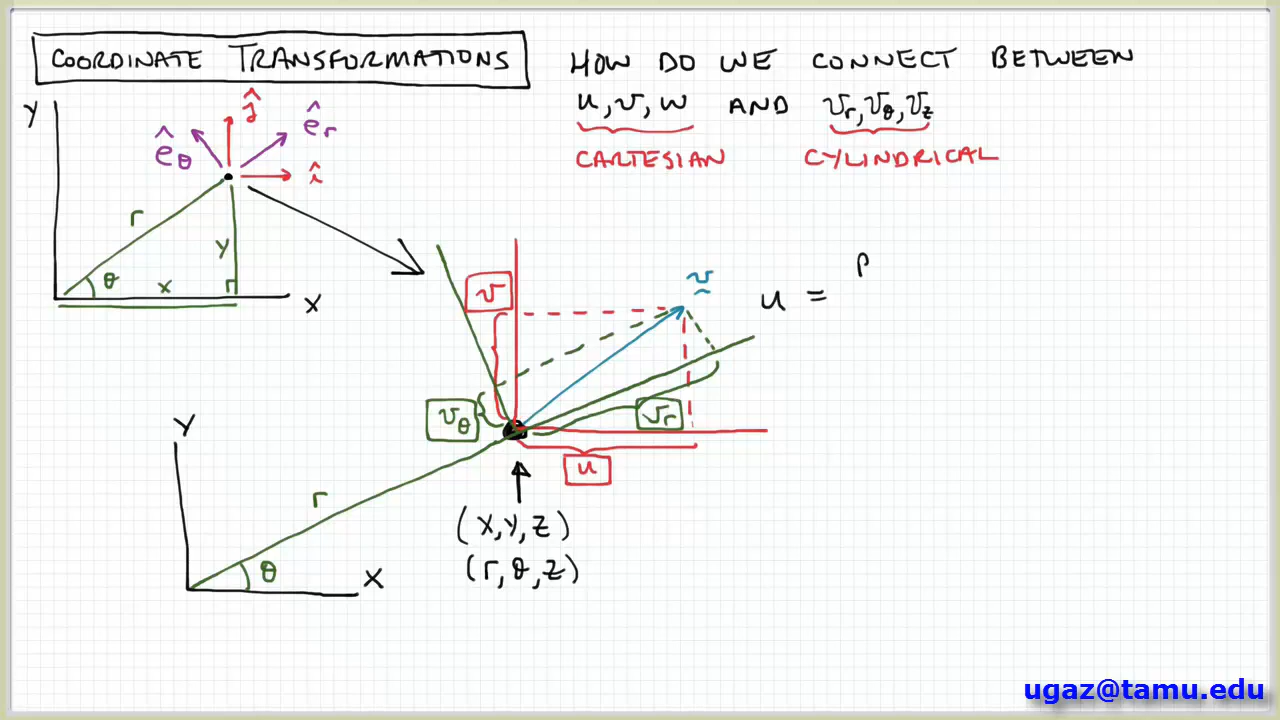 COORDINATE TRANSFORMATIONS
HOW DO WE CONNECT BETWEEN
u, v, w AND vr, vθ, vz
CARTESIAN CYLINDRICAL
y
ĵ
êθ
êr
î
r
y
θ
x
x
v
v
u =
vθ
vr
u
y
r
(x, y, z)
θ
(r, θ, z)
x
ugaz@tamu.edu